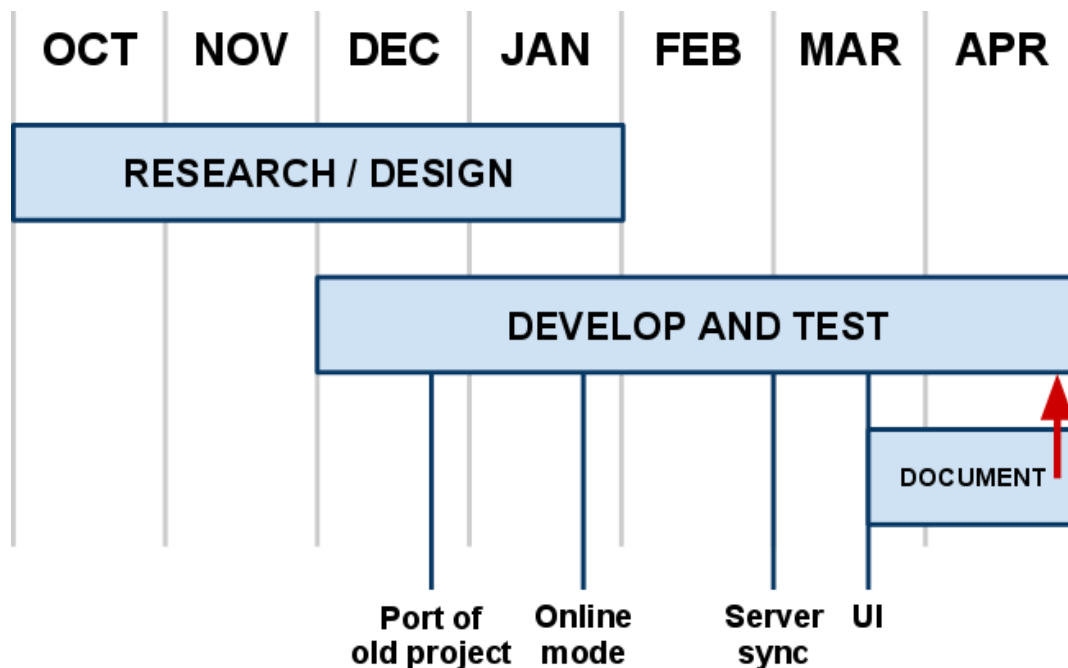 OCT NOV DEC JAN FEB MAR APR
RESEARCH / DESIGN
DEVELOP AND TEST
DOCUMENT
Port of
old project
Online
mode
Server
sync
UI